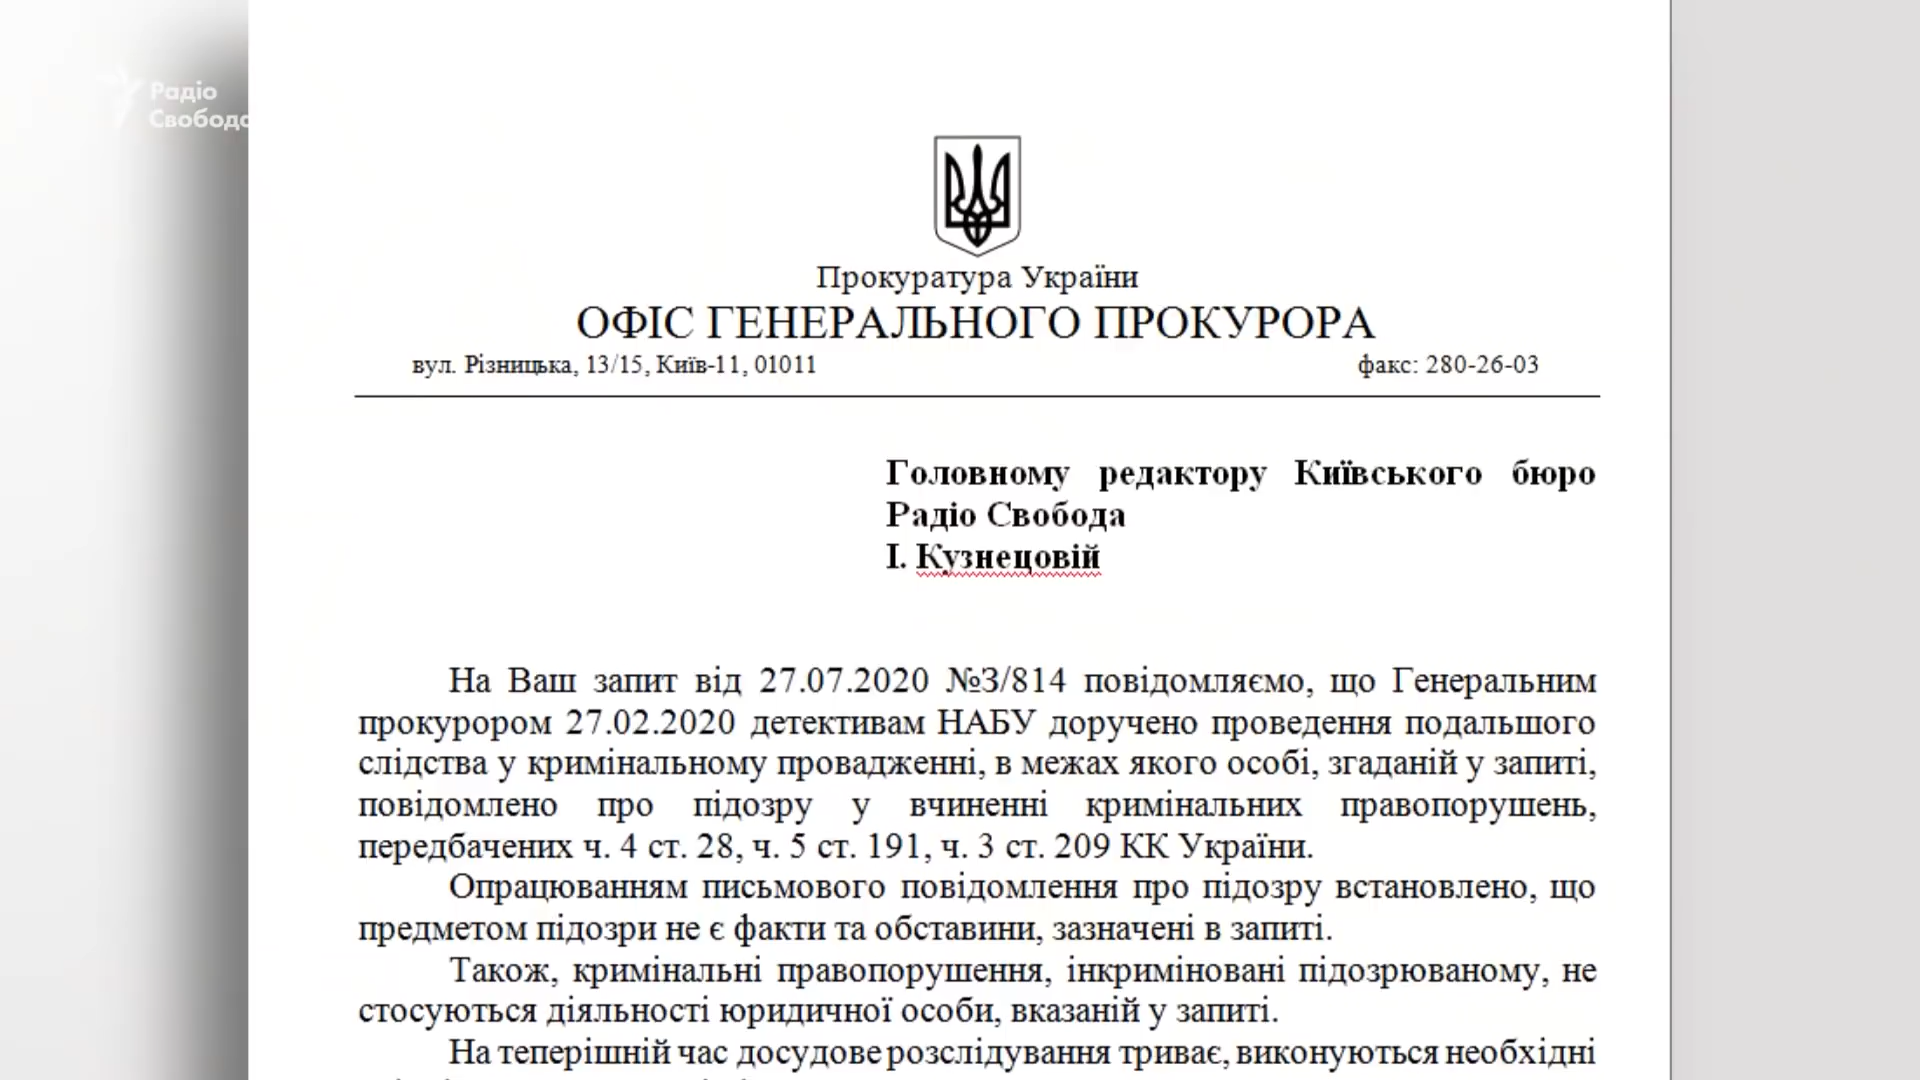 Радіо
Свобода
Прокуратура України
ОФІС ГЕНЕРАЛЬНОГО ПРОКУРОРА
вул. Різницька, 13/15, Київ-11, 01011 факс: 280-26-03
Головному редактору Київського бюро
Радіо Свобода
І. Кузнецовій
На Ваш запит від 27.07.2020 №З/814 повідомляємо, що Генеральним
прокурором 27.02.2020 детективам НАБУ доручено проведення подальшого
слідства у кримінальному провадженні, в межах якого особі, згаданій у запиті,
повідомлено про підозру у вчиненні кримінальних правопорушень,
передбачених ч. 4 ст. 28, ч. 5 ст. 191, ч. 3 ст. 209 КК України.
Опрацюванням письмового повідомлення про підозру встановлено, що
предметом підозри не є факти та обставини, зазначені в запиті.
Також, кримінальні правопорушення, інкриміновані підозрюваному, не
стосуються діяльності юридичної особи, вказаній у запиті.
На теперішній час досудове розслідування триває, виконуються необхідні